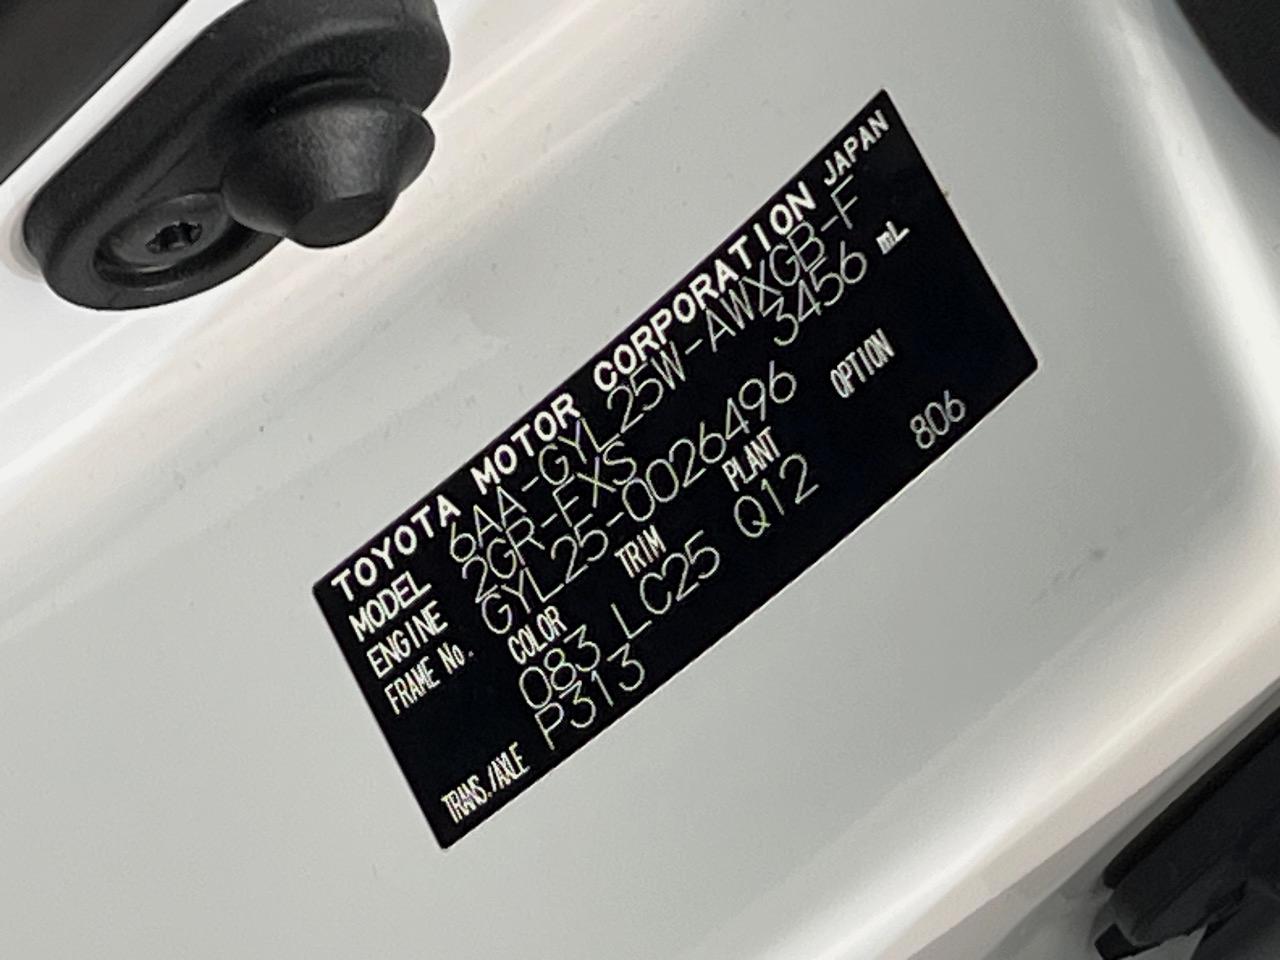 TOYOTA MOTOR CORPORATION JAPAN
MODEL 6AA-GYL25W-AWXGB-F
ENGINE 2GR-FXS 3456 mL
FRAME No. GYL25-0026496
COLOR TRIM PLANT OPTION
083 LC25 Q12 806
TRANS./AXLE P313